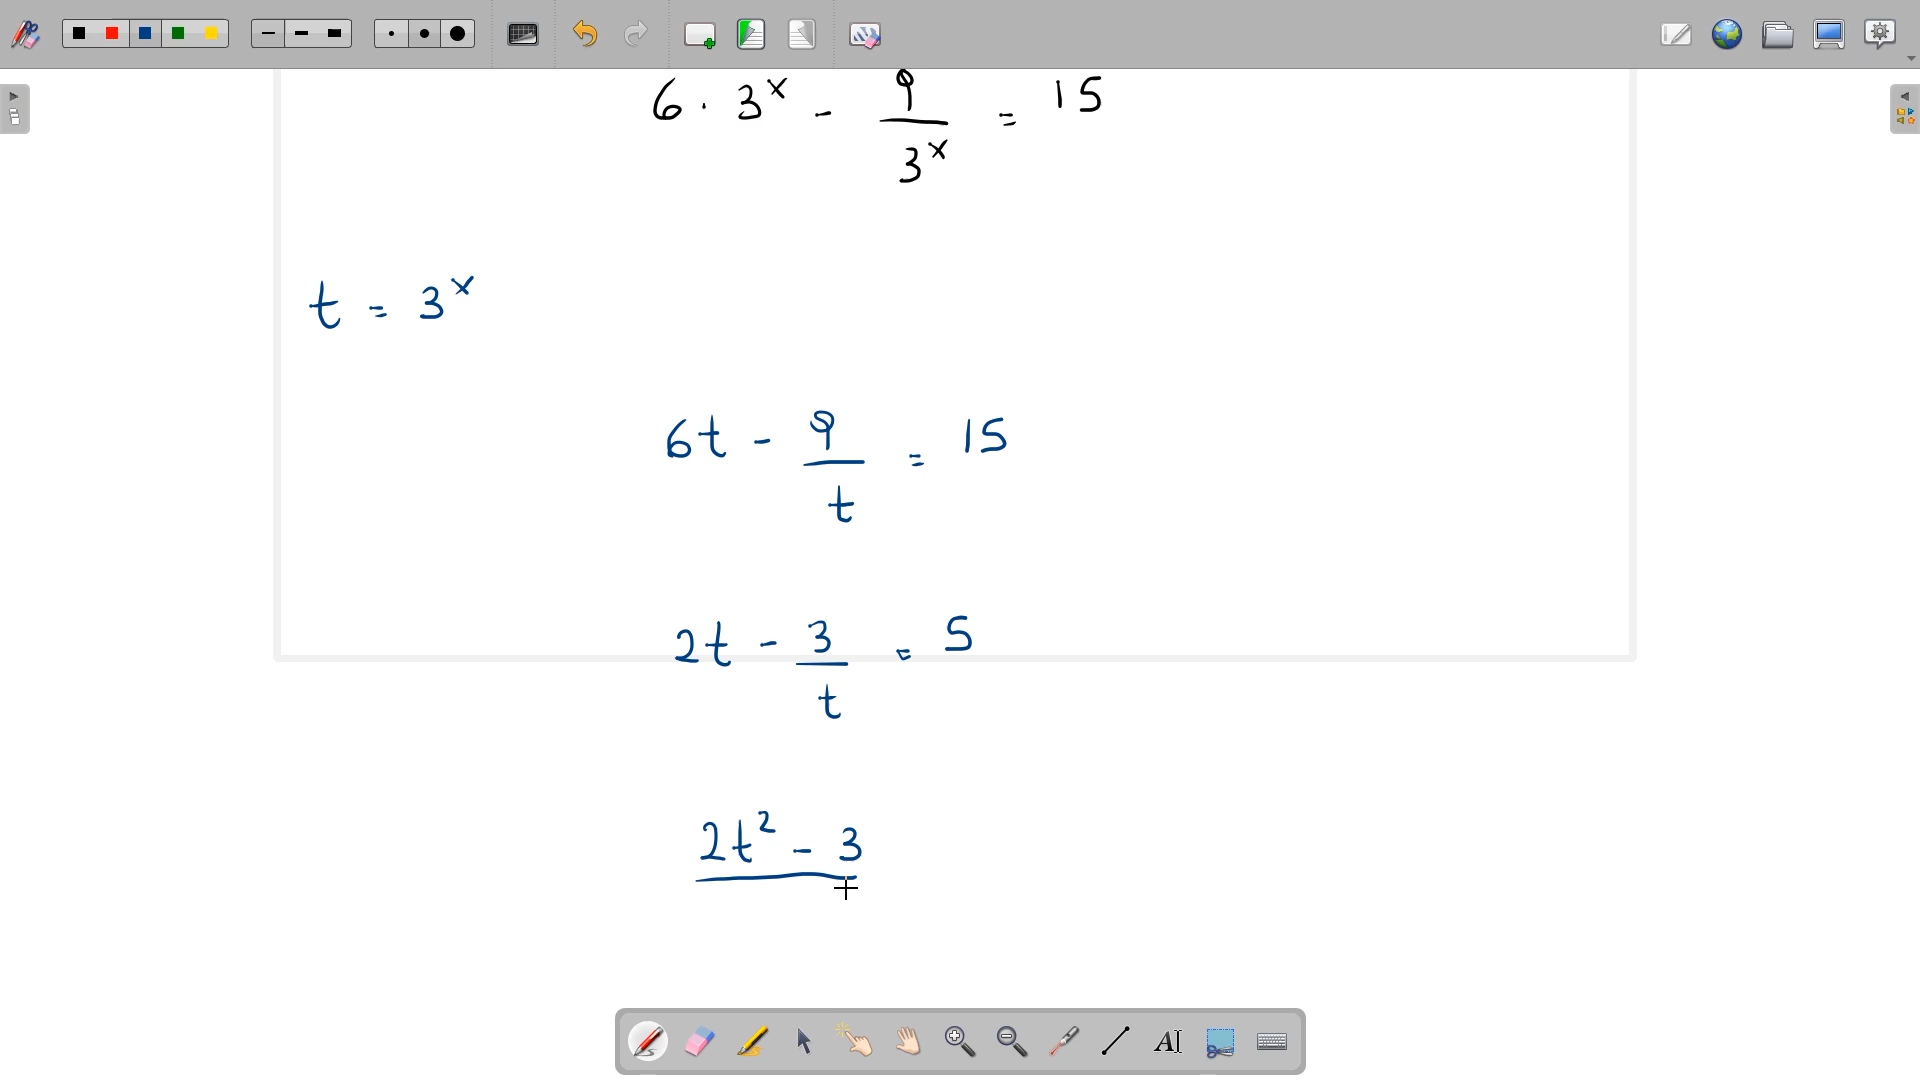 6 · 3^x - 9/3^x = 15
t = 3^x
6t - 9/t = 15
2t - 3/t = 5
2t² - 3